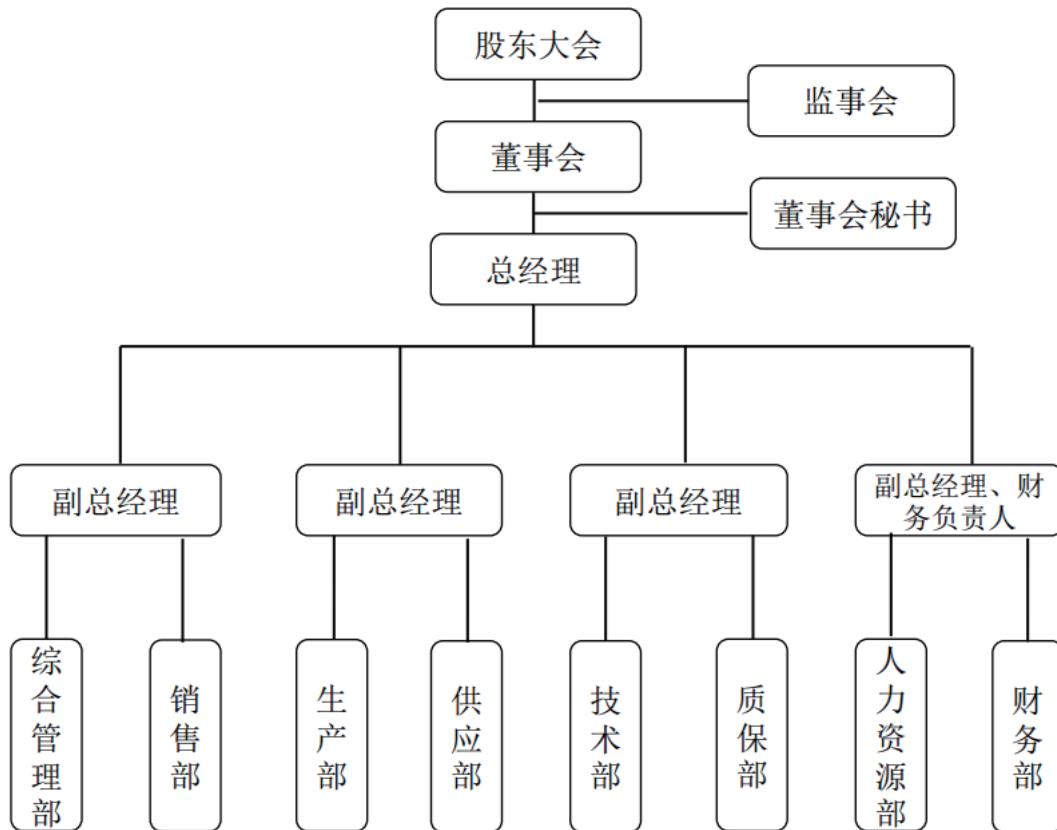 股东大会
监事会
董事会
董事会秘书
总经理
副总经理
副总经理
副总经理
副总经理、财
务负责人
综合管理部
销售部
生产部
供应部
技术部
质保部
人力资源部
财务部